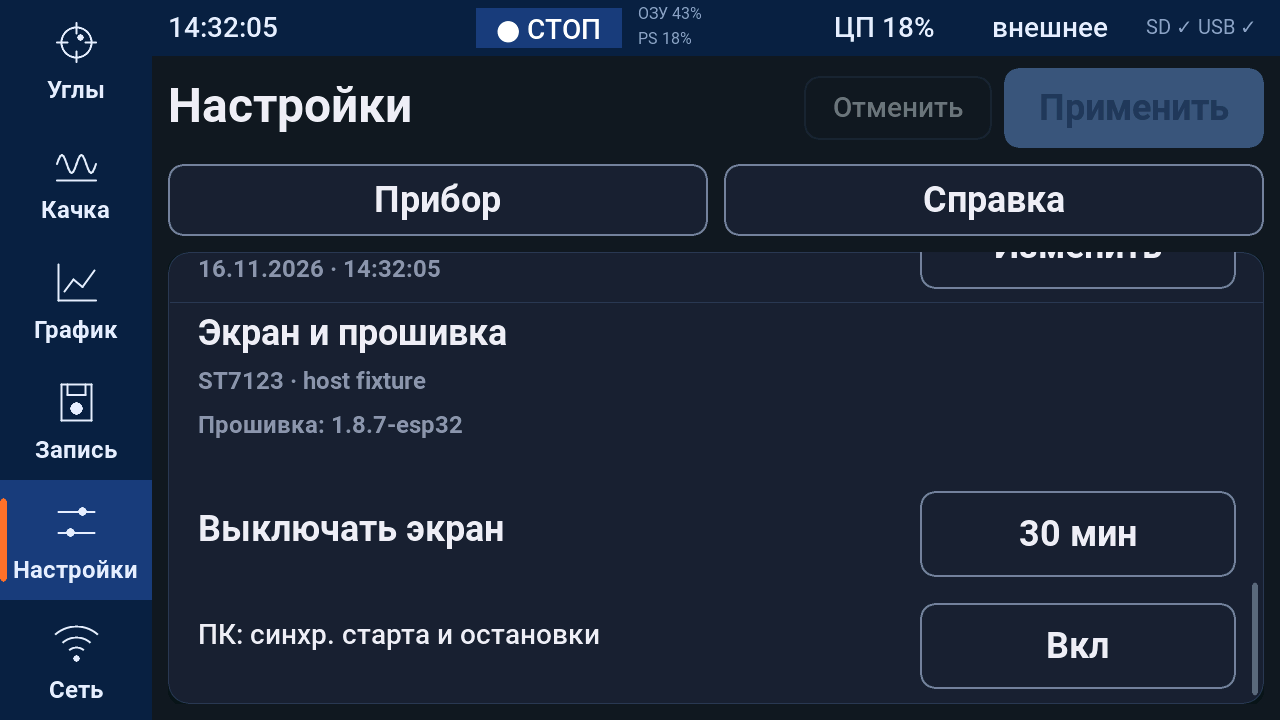 14:32:05
СТОП
ОЗУ 43%
PS 18%
ЦП 18%
внешнее
SD ✓ USB ✓
Углы
Качка
График
Запись
Настройки
Сеть
Настройки
Отменить
Применить
Прибор
Справка
16.11.2026 · 14:32:05
Изменить
Экран и прошивка
ST7123 · host fixture
Прошивка: 1.8.7-esp32
Выключать экран
30 мин
ПК: синхр. старта и остановки
Вкл